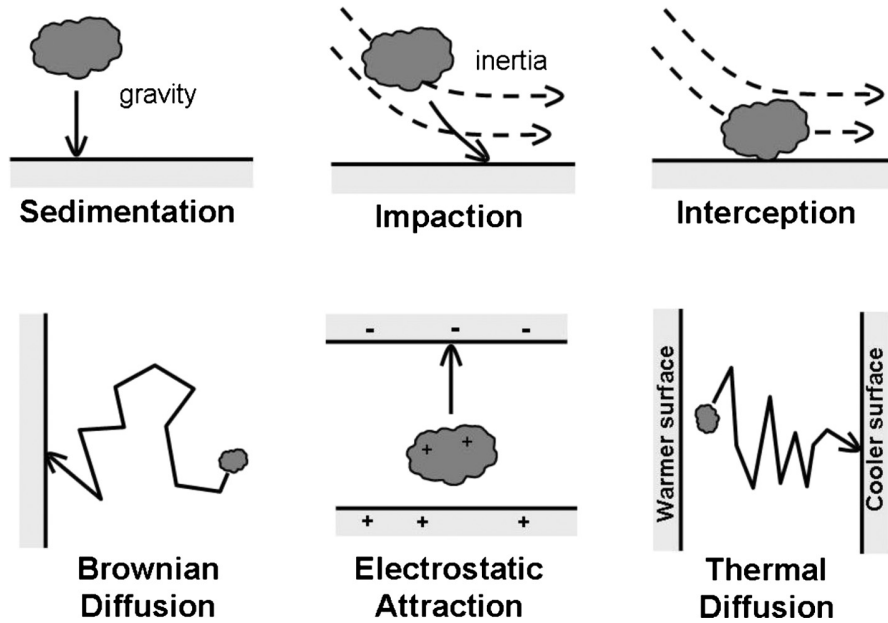 gravity
inertia
Sedimentation
Impaction
Interception
- - -
+ +
+ + +
Warmer surface
Cooler surface
Brownian
Diffusion
Electrostatic
Attraction
Thermal
Diffusion